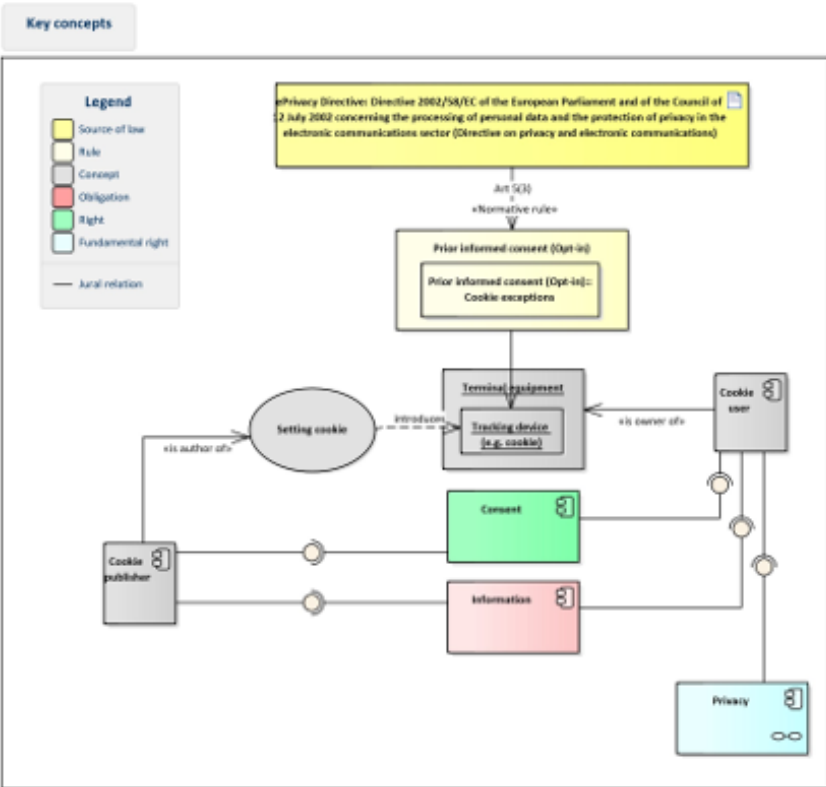 Key concepts
Legend
Source of law
Rule
Concept
Obligation
Right
Fundamental right
Jural relation
ePrivacy Directive: Directive 2002/58/EC of the European Parliament and of the Council of
12 July 2002 concerning the processing of personal data and the protection of privacy in the
electronic communications sector (Directive on privacy and electronic communications)
Art 5(3)
«Normative rule»
Prior informed consent (Opt-in)
Prior informed consent (Opt-in)::
Cookie exceptions
Terminal equipment
Tracking device
(e.g. cookie)
Setting cookie
introduces
Cookie
user
«is owner of»
«is author of»
Consent
Cookie
publisher
Information
Privacy